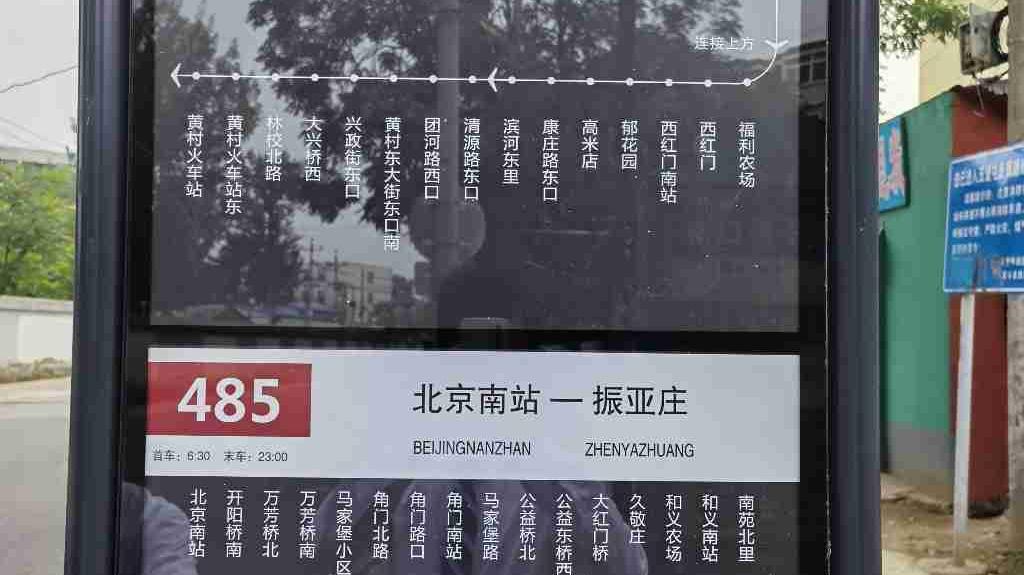 连接上方
黄村火车站
黄村火车站东
林校北路
大兴桥西
兴政街东口
黄村东大街东口南
团河路西口
清源路东口
滨河东里
康庄路东口
高米店
郁花园
西红门南站
西红门
福利农场
485
北京南站 — 振亚庄
BEIJINGNANZHAN ZHENYAZHUANG
首车：6:30 末车：23:00
北京南站
开阳桥南
万芳桥北
万芳桥南
马家堡小区
角门北路
角门路口
角门南站
马家堡路
公益桥北
公益东桥西
大红门桥
久敬庄
和义农场
和义南站
南苑北里